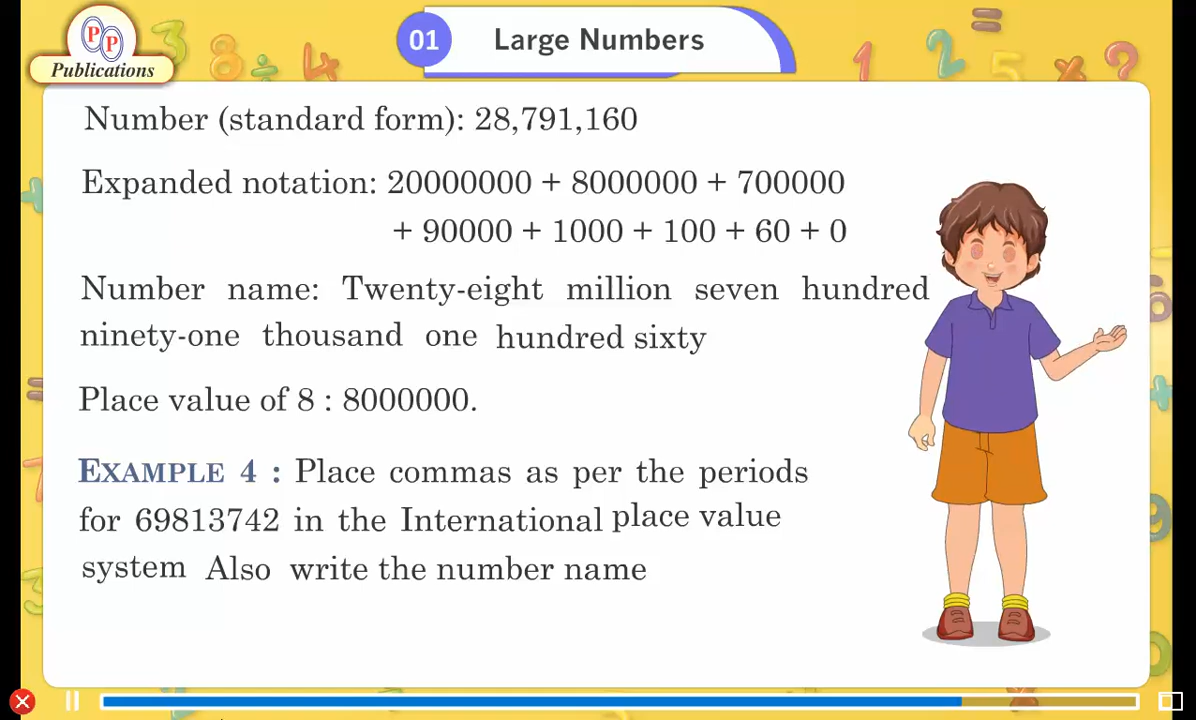 PP
Publications
01 Large Numbers
Number (standard form): 28,791,160
Expanded notation: 20000000 + 8000000 + 700000
+ 90000 + 1000 + 100 + 60 + 0
Number name: Twenty-eight million seven hundred
ninety-one thousand one hundred sixty
Place value of 8 : 8000000.
EXAMPLE 4 : Place commas as per the periods
for 69813742 in the International place value
system Also write the number name